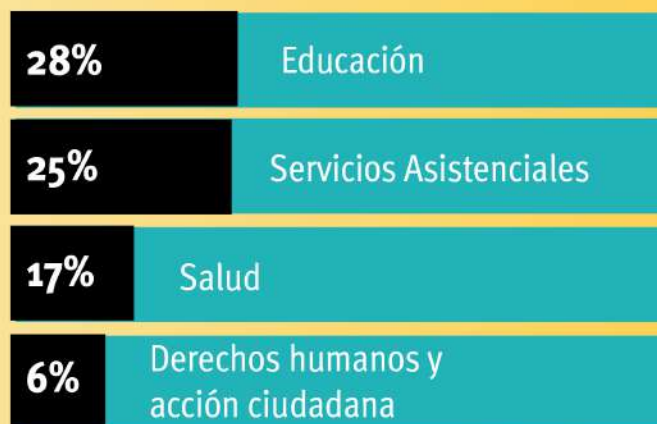 28% Educación
25% Servicios Asistenciales
17% Salud
6% Derechos humanos y
acción ciudadana